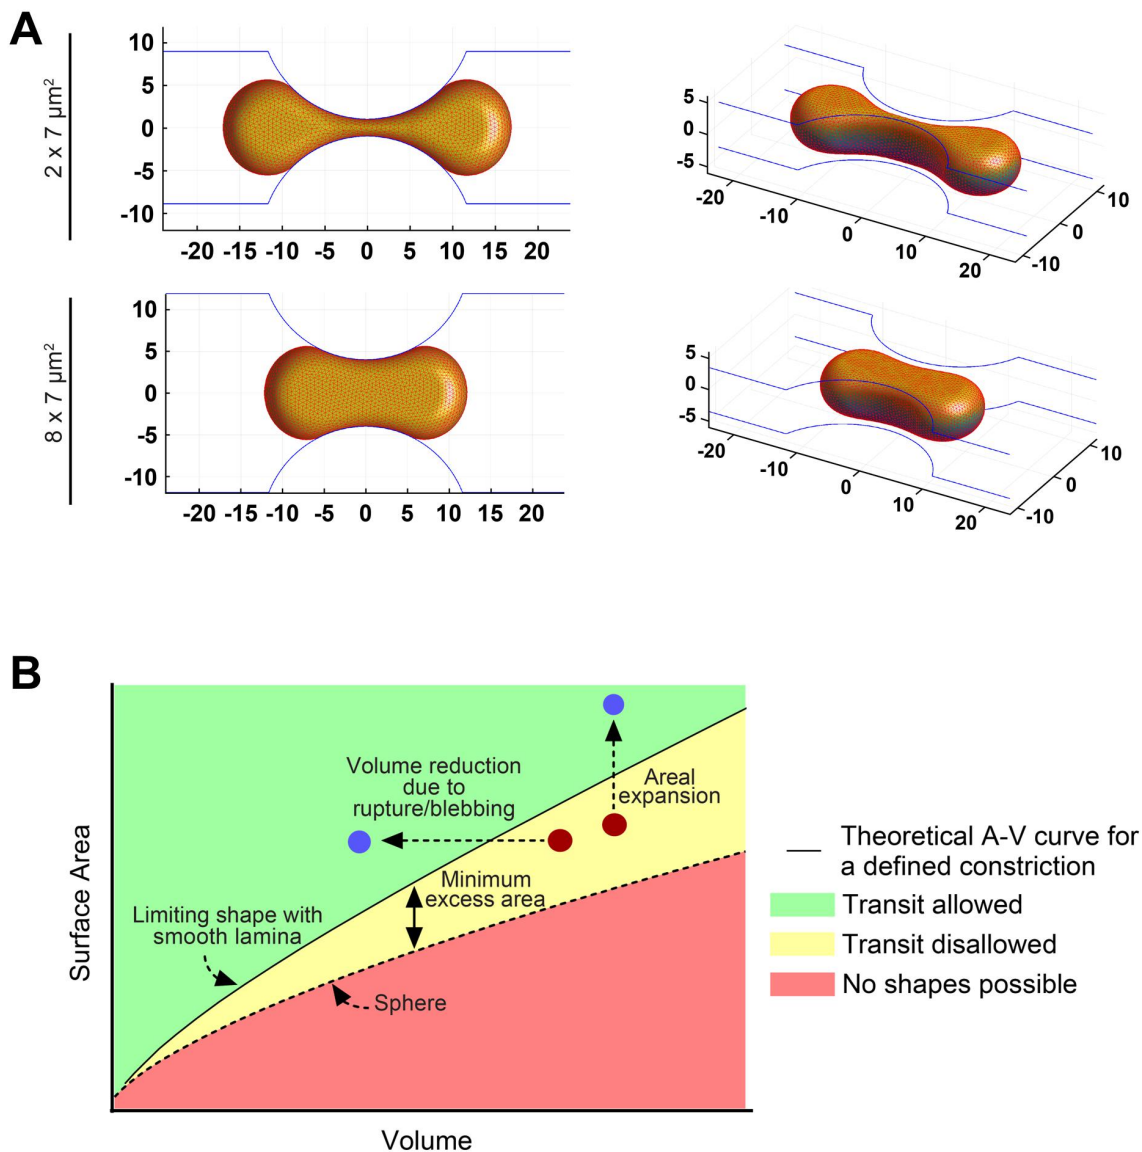 A
2 x 7 µm²
10
5
0
-5
-10
-20 -15 -10 -5 0 5 10 15 20
5
0
-5
-20
-10
0
10
20
10
0
-10
8 x 7 µm²
10
5
0
-5
-10
-20 -15 -10 -5 0 5 10 15 20
5
0
-5
-20
-10
0
10
20
10
0
-10
B
Surface Area
Volume reduction
due to
rupture/blebbing
Areal
expansion
Minimum
excess area
Limiting shape with
smooth lamina
Sphere
Volume
Theoretical A-V curve for
a defined constriction
Transit allowed
Transit disallowed
No shapes possible